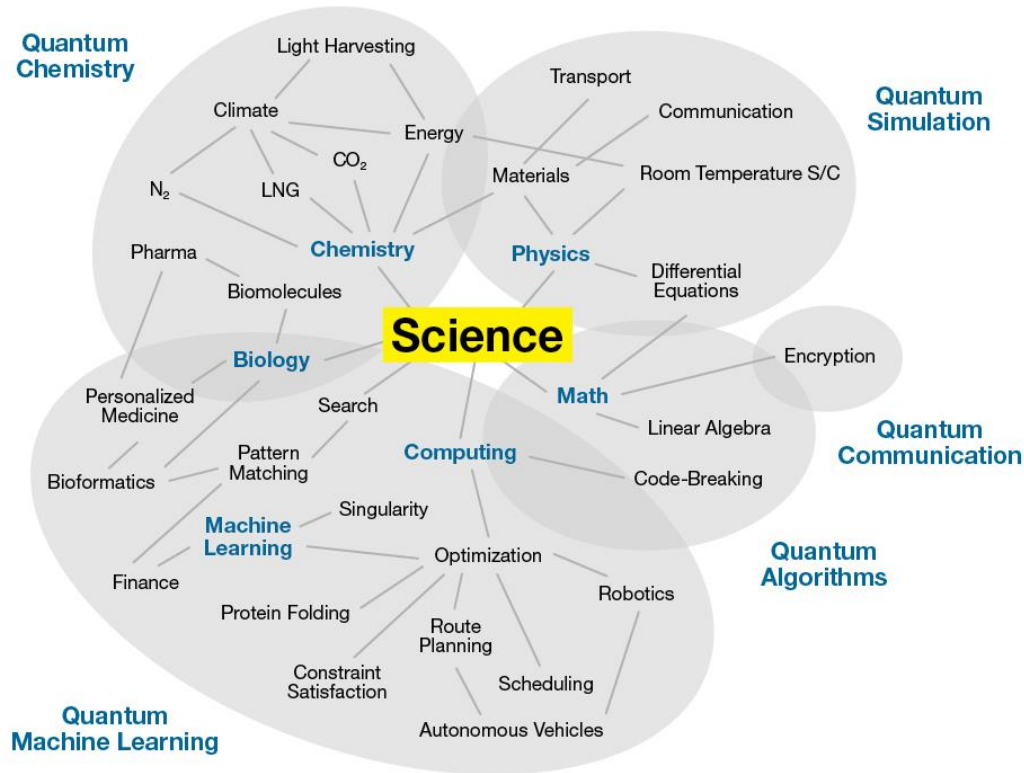 Quantum
Chemistry
Light Harvesting
Climate
Energy
CO₂
N₂
LNG
Chemistry
Pharma
Biomolecules
Transport
Communication
Quantum
Simulation
Materials
Room Temperature S/C
Physics
Differential
Equations
Science
Biology
Personalized
Medicine
Search
Pattern
Matching
Bioformatics
Computing
Math
Encryption
Linear Algebra
Quantum
Communication
Code-Breaking
Singularity
Machine
Learning
Optimization
Quantum
Algorithms
Finance
Robotics
Protein Folding
Route
Planning
Constraint
Satisfaction
Scheduling
Autonomous Vehicles
Quantum
Machine Learning